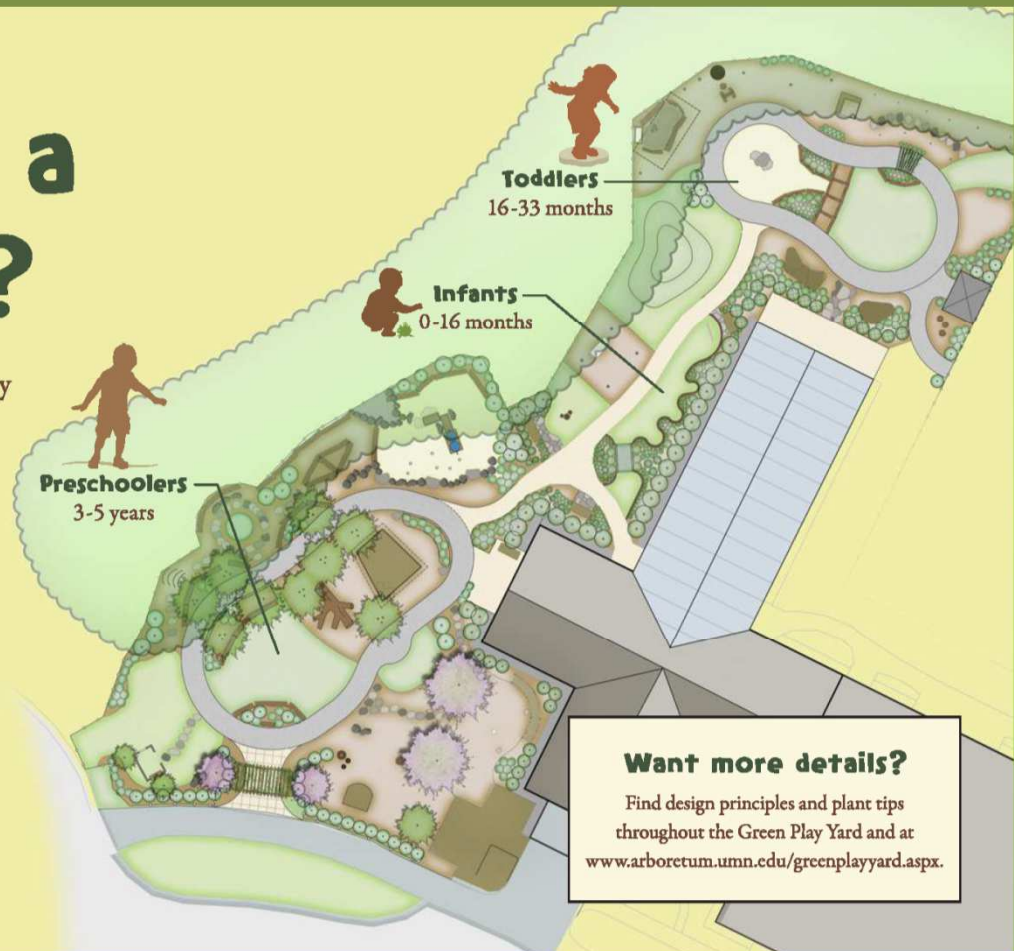 a
?
y
Toddlers
16-33 months
Infants
0-16 months
Preschoolers
3-5 years
Want more details?
Find design principles and plant tips
throughout the Green Play Yard and at
www.arboretum.umn.edu/greenplayyard.aspx.